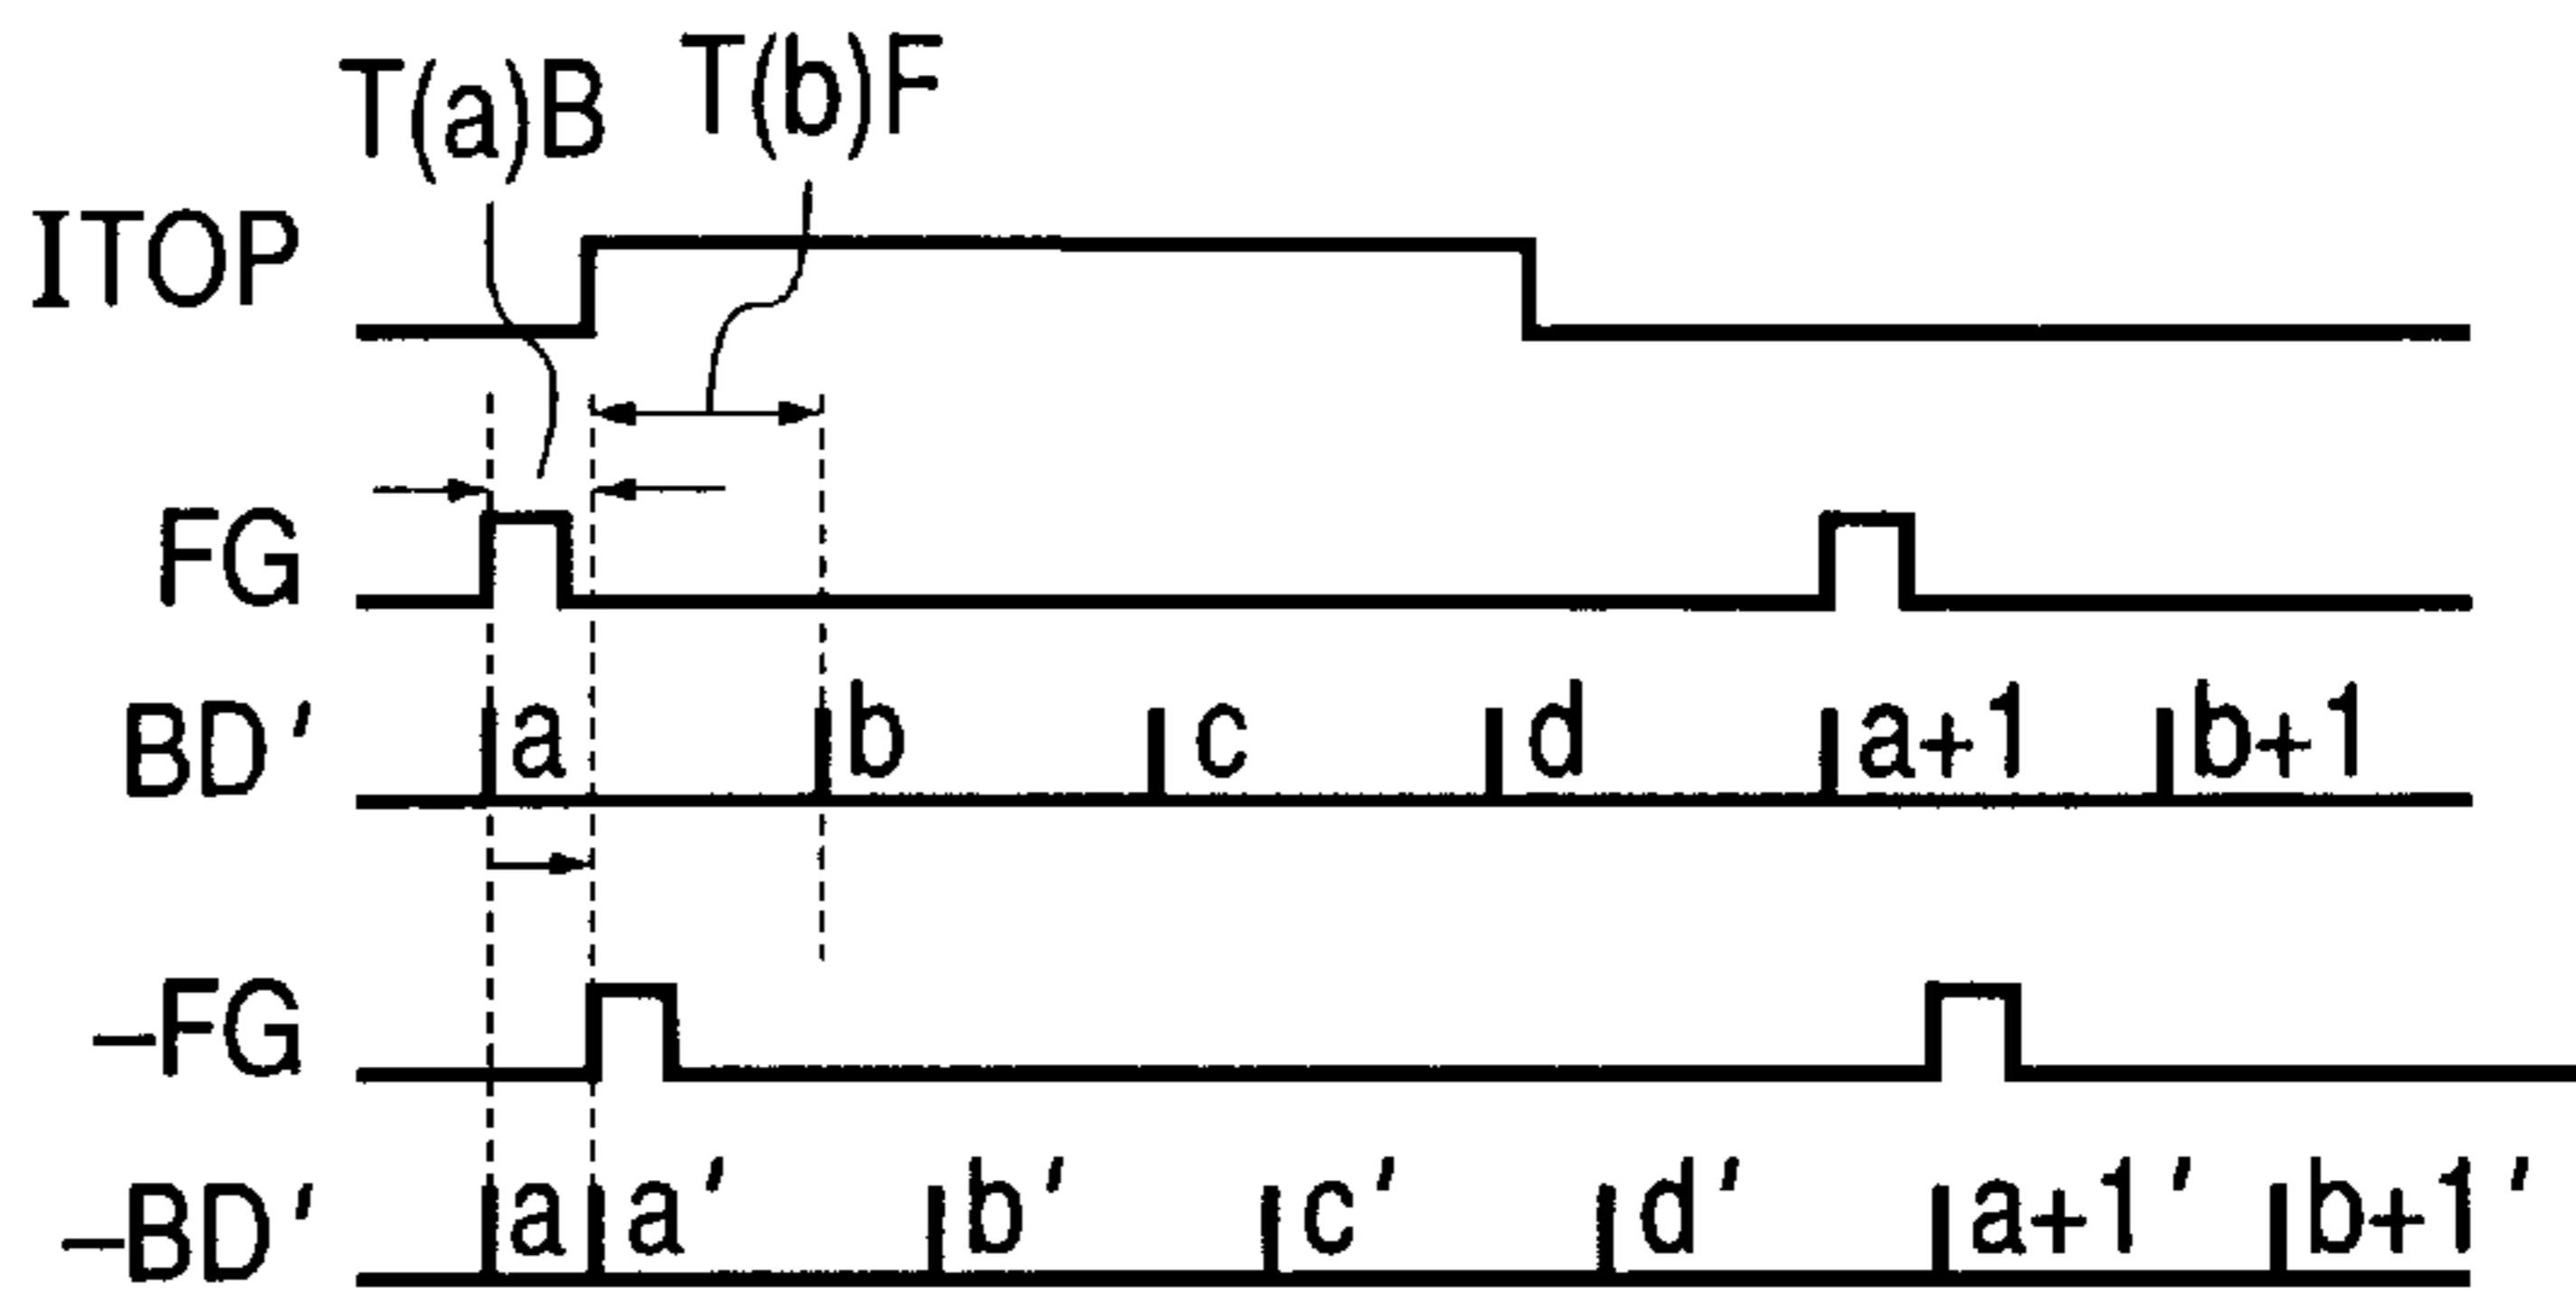 T(a)B T(b)F
ITOP
FG
BD' a b c d a+1 b+1
–FG
–BD' a a' b' c' d' a+1' b+1'